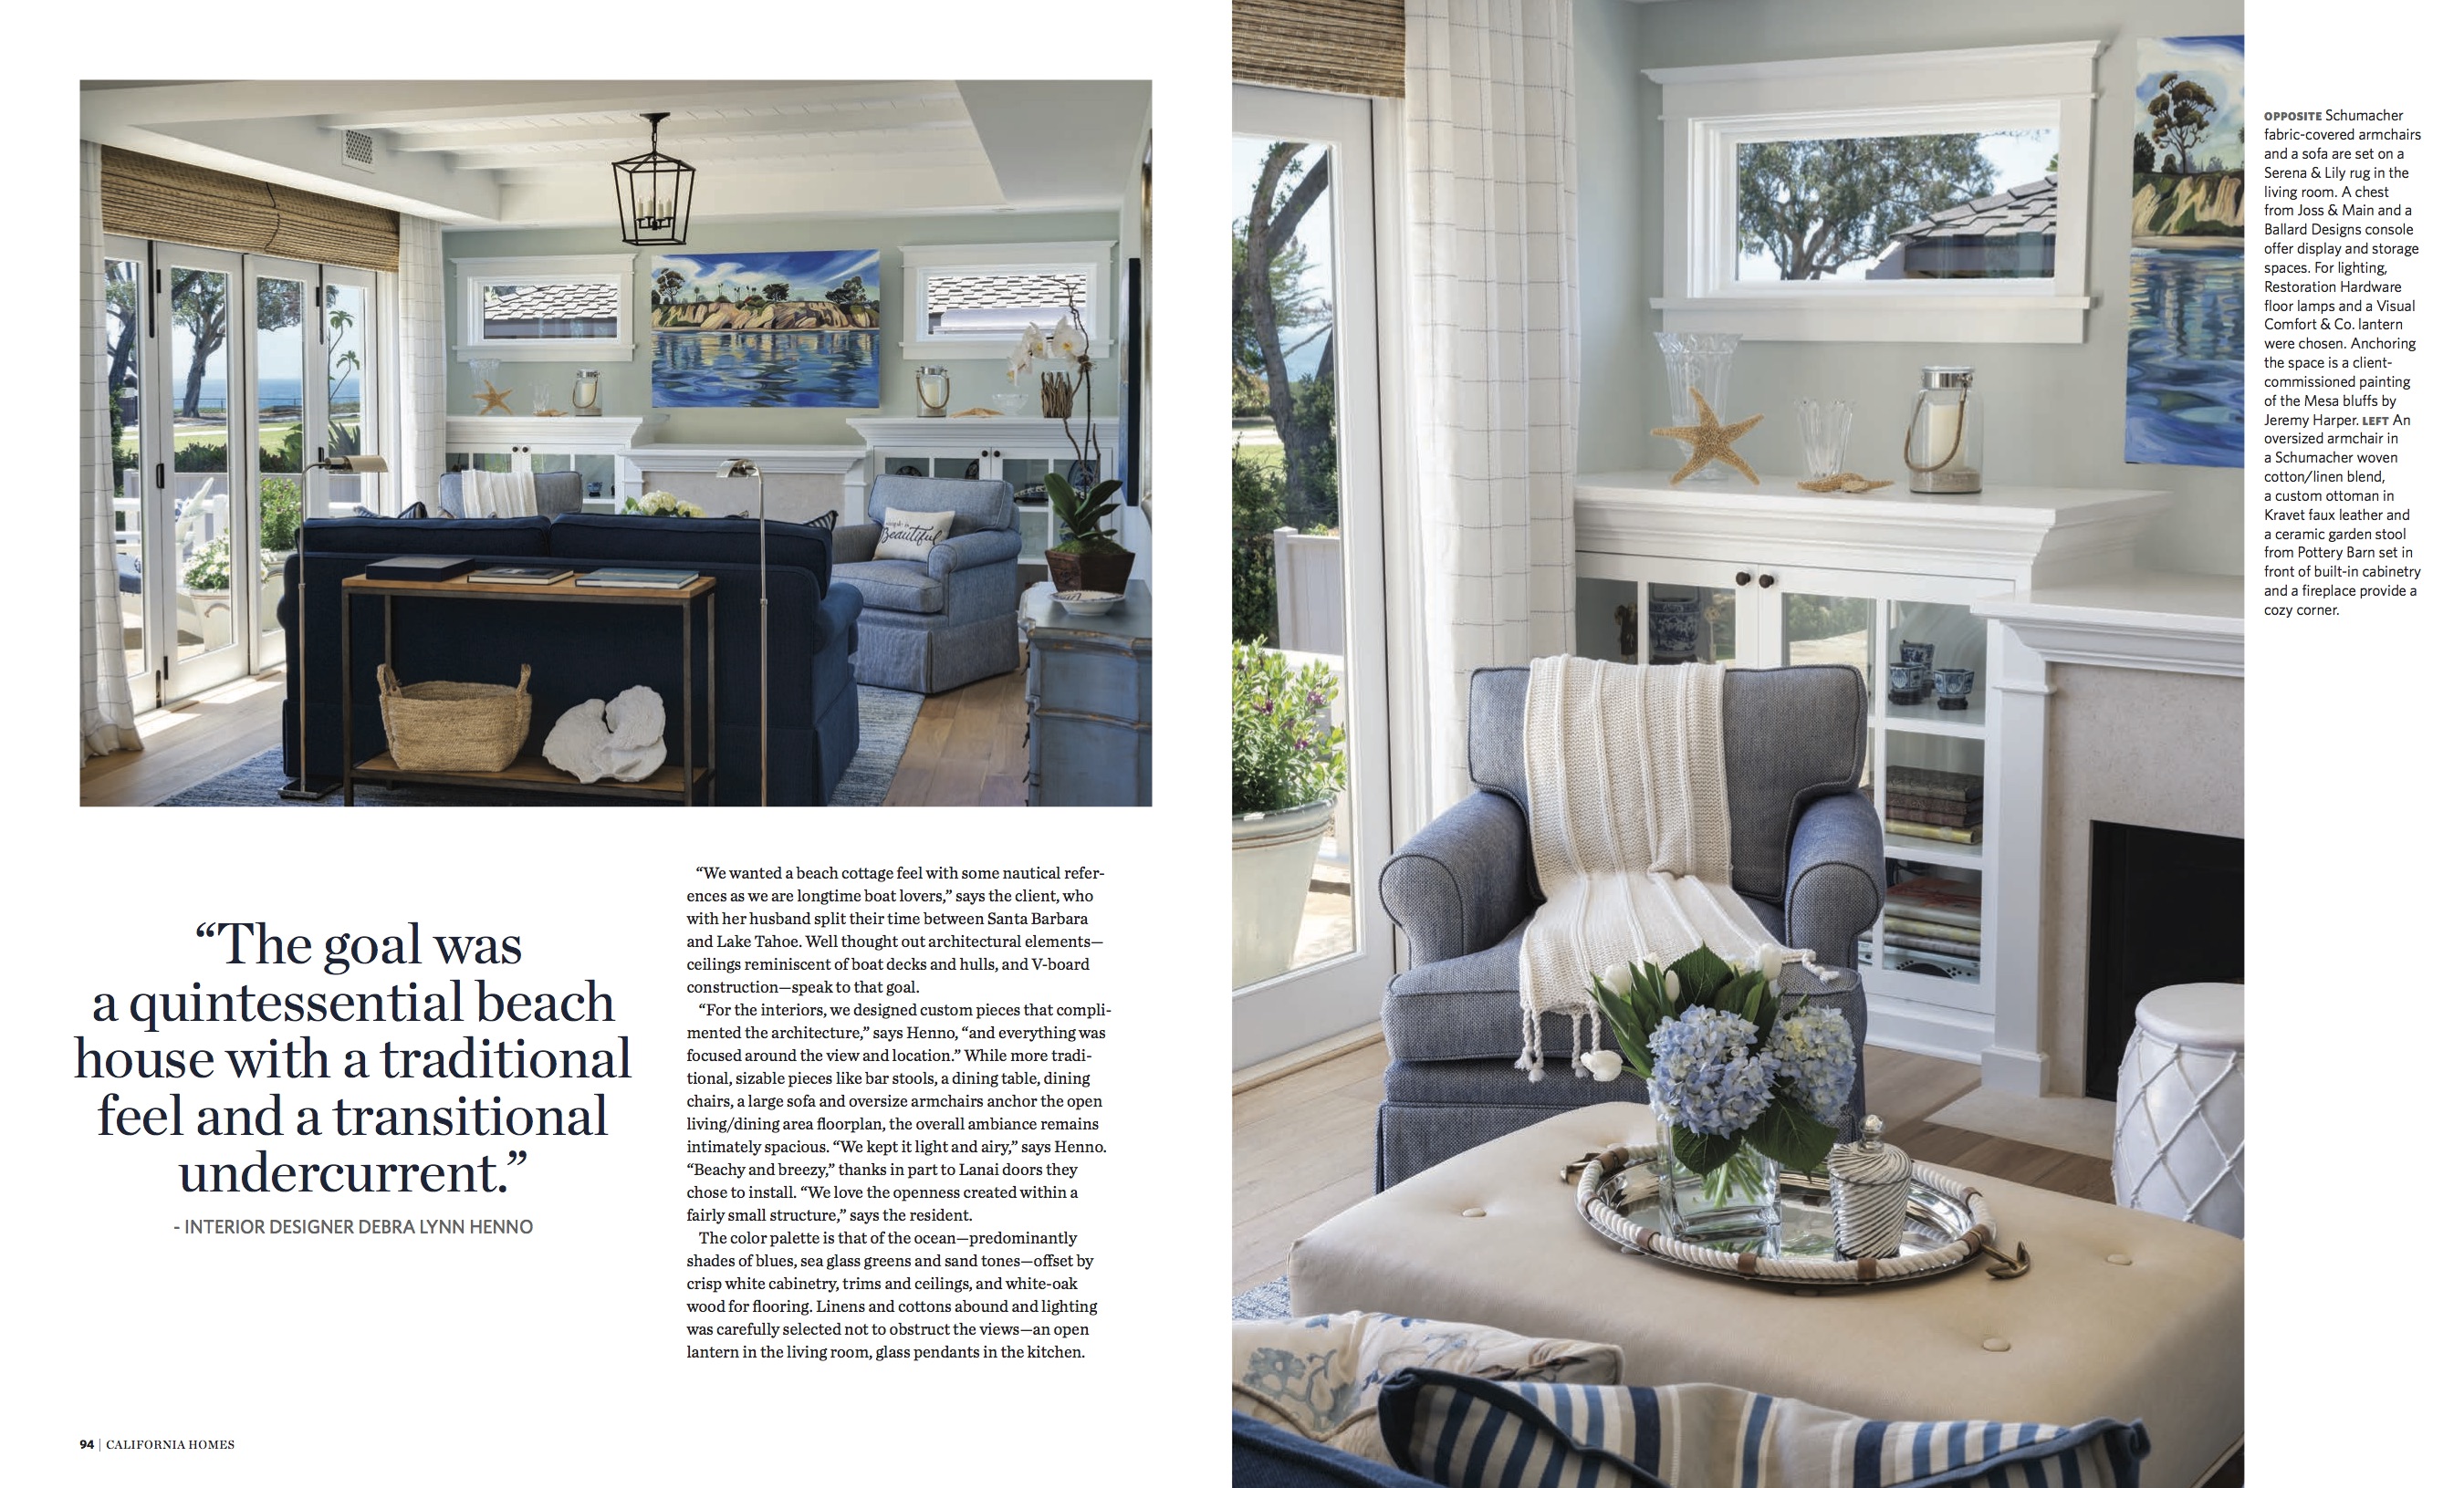 simple is
Beautiful
“The goal was
a quintessential beach
house with a traditional
feel and a transitional
undercurrent.”
- INTERIOR DESIGNER DEBRA LYNN HENNO
“We wanted a beach cottage feel with some nautical refer-
ences as we are longtime boat lovers,” says the client, who
with her husband split their time between Santa Barbara
and Lake Tahoe. Well thought out architectural elements—
ceilings reminiscent of boat decks and hulls, and V-board
construction—speak to that goal.
“For the interiors, we designed custom pieces that compli-
mented the architecture,” says Henno, “and everything was
focused around the view and location.” While more tradi-
tional, sizable pieces like bar stools, a dining table, dining
chairs, a large sofa and oversize armchairs anchor the open
living/dining area floorplan, the overall ambiance remains
intimately spacious. “We kept it light and airy,” says Henno.
“Beachy and breezy,” thanks in part to Lanai doors they
chose to install. “We love the openness created within a
fairly small structure,” says the resident.
The color palette is that of the ocean—predominantly
shades of blues, sea glass greens and sand tones—offset by
crisp white cabinetry, trims and ceilings, and white-oak
wood for flooring. Linens and cottons abound and lighting
was carefully selected not to obstruct the views—an open
lantern in the living room, glass pendants in the kitchen.
94 | CALIFORNIA HOMES
OPPOSITE Schumacher
fabric-covered armchairs
and a sofa are set on a
Serena & Lily rug in the
living room. A chest
from Joss & Main and a
Ballard Designs console
offer display and storage
spaces. For lighting,
Restoration Hardware
floor lamps and a Visual
Comfort & Co. lantern
were chosen. Anchoring
the space is a client-
commissioned painting
of the Mesa bluffs by
Jeremy Harper. LEFT An
oversized armchair in
a Schumacher woven
cotton/linen blend,
a custom ottoman in
Kravet faux leather and
a ceramic garden stool
from Pottery Barn set in
front of built-in cabinetry
and a fireplace provide a
cozy corner.